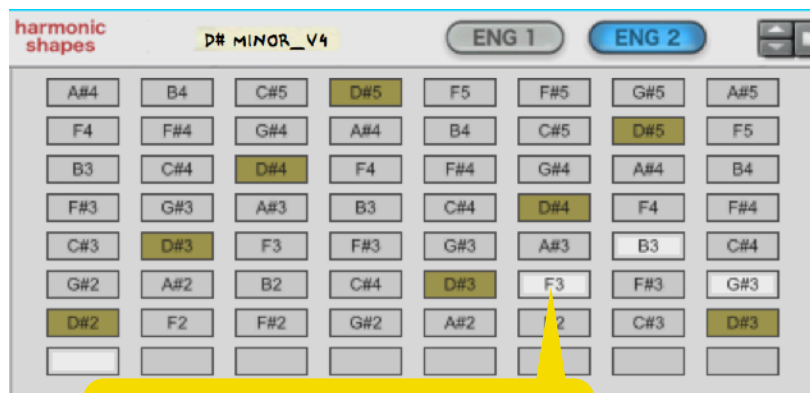 harmonic
shapes
D# MINOR_V4
ENG 1
ENG 2
A#4 B4 C#5 D#5 F5 F#5 G#5 A#5
F4 F#4 G#4 A#4 B4 C#5 D#5 F5
B3 C#4 D#4 F4 F#4 G#4 A#4 B4
F#3 G#3 A#3 B3 C#4 D#4 F4 F#4
C#3 D#3 F3 F#3 G#3 A#3 B3 C#4
G#2 A#2 B2 C#4 D#3 F3 F#3 G#3
D#2 F2 F#2 G#2 A#2 C#3 D#3